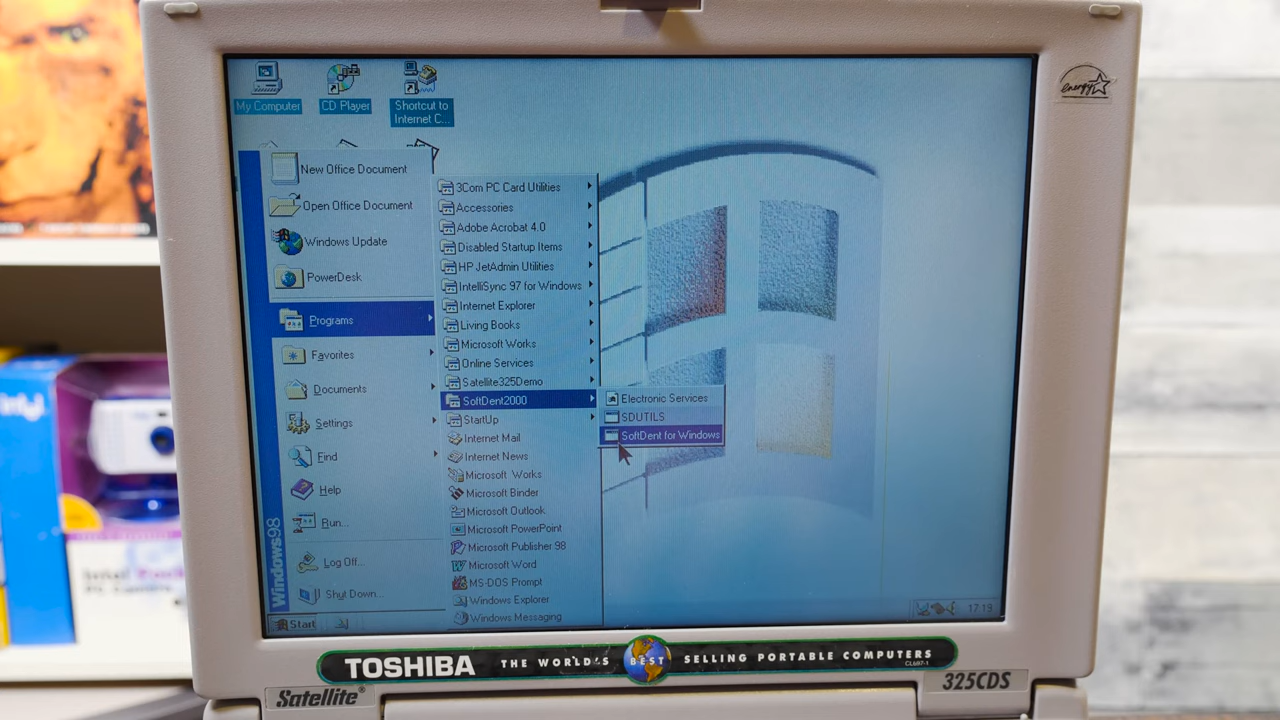 My Computer
CD Player
Shortcut to
Internet C...
energy
New Office Document
Open Office Document
Windows Update
PowerDesk
Programs
Favorites
Documents
Settings
Find
Help
Run...
Log Off...
Shut Down...
Windows98
Start
3Com PC Card Utilities
Accessories
Adobe Acrobat 4.0
Disabled Startup Items
HP JetAdmin Utilities
IntelliSync 97 for Windows
Internet Explorer
Living Books
Microsoft Works
Online Services
Satellite325Demo
SoftDent2000
StartUp
Internet Mail
Internet News
Microsoft Works
Microsoft Binder
Microsoft Outlook
Microsoft PowerPoint
Microsoft Publisher 98
Microsoft Word
MS-DOS Prompt
Windows Explorer
Windows Messaging
Electronic Services
SDUTILS
SoftDent for Windows
17:19
TOSHIBA THE WORLD'S BEST SELLING PORTABLE COMPUTERS
CL697-1
Satellite®
325CDS
intel
Intel
PC Camera